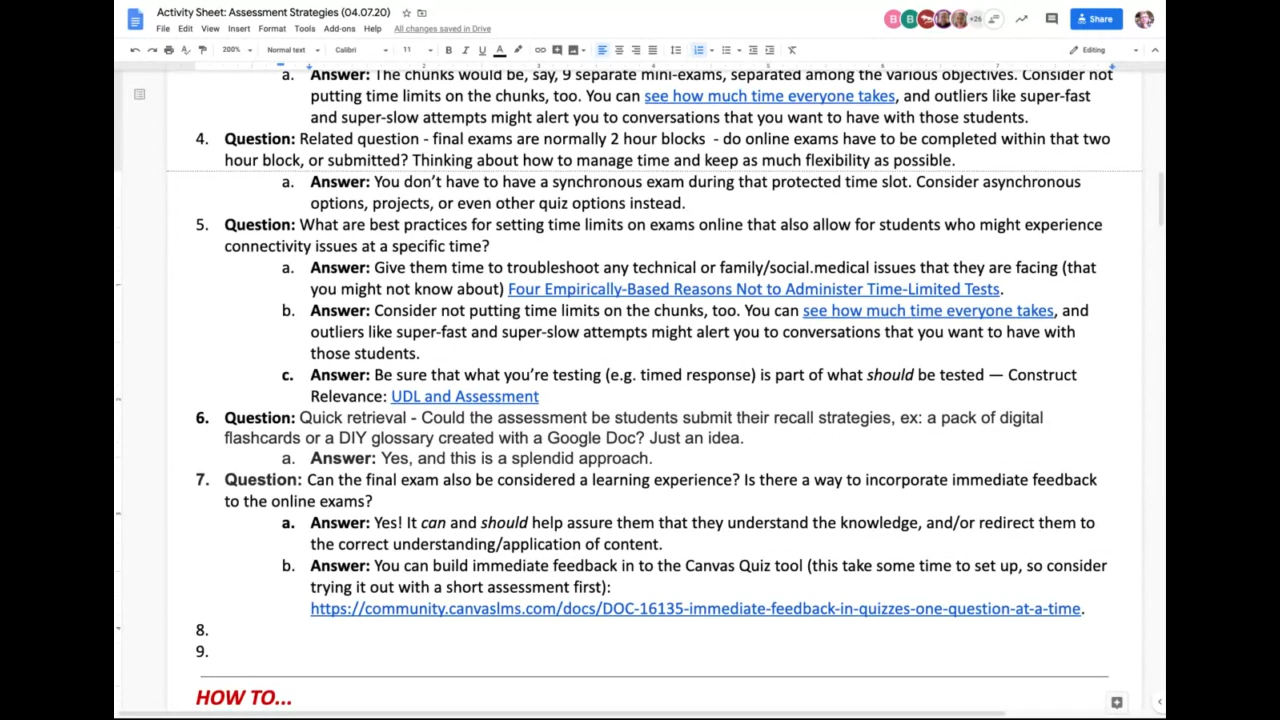 Activity Sheet: Assessment Strategies (04.07.20)
File Edit View Insert Format Tools Add-ons Help All changes saved in Drive
B B +26 Share
200% Normal text Calibri 11 B I U A Editing
a. Answer: The chunks would be, say, 9 separate mini-exams, separated among the various objectives. Consider not
putting time limits on the chunks, too. You can see how much time everyone takes, and outliers like super-fast
and super-slow attempts might alert you to conversations that you want to have with those students.
4. Question: Related question - final exams are normally 2 hour blocks - do online exams have to be completed within that two
hour block, or submitted? Thinking about how to manage time and keep as much flexibility as possible.
a. Answer: You don't have to have a synchronous exam during that protected time slot. Consider asynchronous
options, projects, or even other quiz options instead.
5. Question: What are best practices for setting time limits on exams online that also allow for students who might experience
connectivity issues at a specific time?
a. Answer: Give them time to troubleshoot any technical or family/social.medical issues that they are facing (that
you might not know about) Four Empirically-Based Reasons Not to Administer Time-Limited Tests.
b. Answer: Consider not putting time limits on the chunks, too. You can see how much time everyone takes, and
outliers like super-fast and super-slow attempts might alert you to conversations that you want to have with
those students.
c. Answer: Be sure that what you're testing (e.g. timed response) is part of what should be tested — Construct
Relevance: UDL and Assessment
6. Question: Quick retrieval - Could the assessment be students submit their recall strategies, ex: a pack of digital
flashcards or a DIY glossary created with a Google Doc? Just an idea.
a. Answer: Yes, and this is a splendid approach.
7. Question: Can the final exam also be considered a learning experience? Is there a way to incorporate immediate feedback
to the online exams?
a. Answer: Yes! It can and should help assure them that they understand the knowledge, and/or redirect them to
the correct understanding/application of content.
b. Answer: You can build immediate feedback in to the Canvas Quiz tool (this take some time to set up, so consider
trying it out with a short assessment first):
https://community.canvaslms.com/docs/DOC-16135-immediate-feedback-in-quizzes-one-question-at-a-time.
8.
9.
HOW TO...